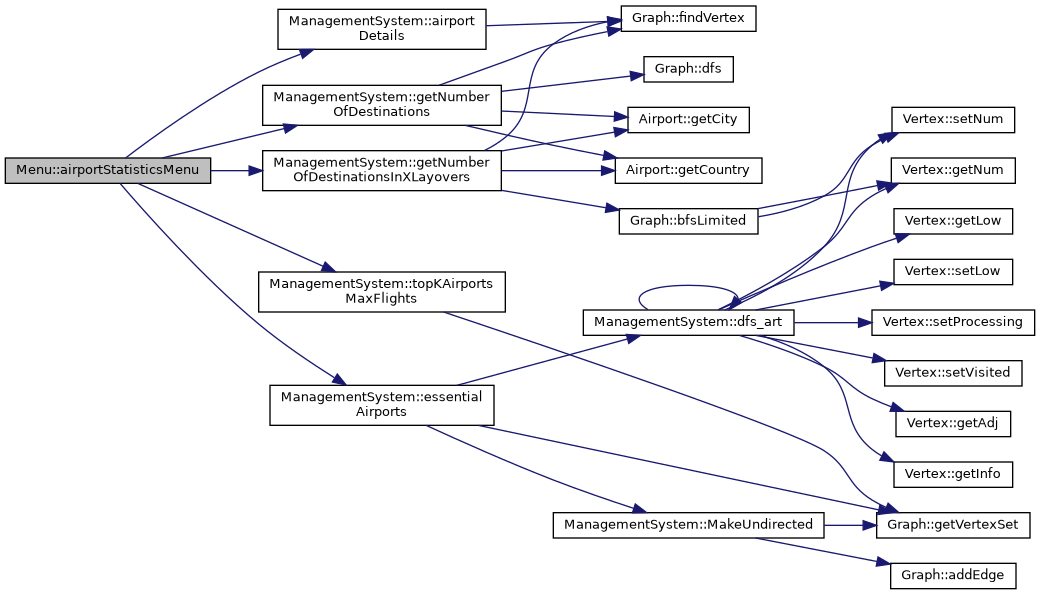 Menu::airportStatisticsMenu
ManagementSystem::airport
Details
ManagementSystem::getNumber
OfDestinations
ManagementSystem::getNumber
OfDestinationsInXLayovers
ManagementSystem::topKAirports
MaxFlights
ManagementSystem::essential
Airports
Graph::findVertex
Graph::dfs
Airport::getCity
Airport::getCountry
Graph::bfsLimited
ManagementSystem::dfs_art
ManagementSystem::MakeUndirected
Vertex::setNum
Vertex::getNum
Vertex::getLow
Vertex::setLow
Vertex::setProcessing
Vertex::setVisited
Vertex::getAdj
Vertex::getInfo
Graph::getVertexSet
Graph::addEdge